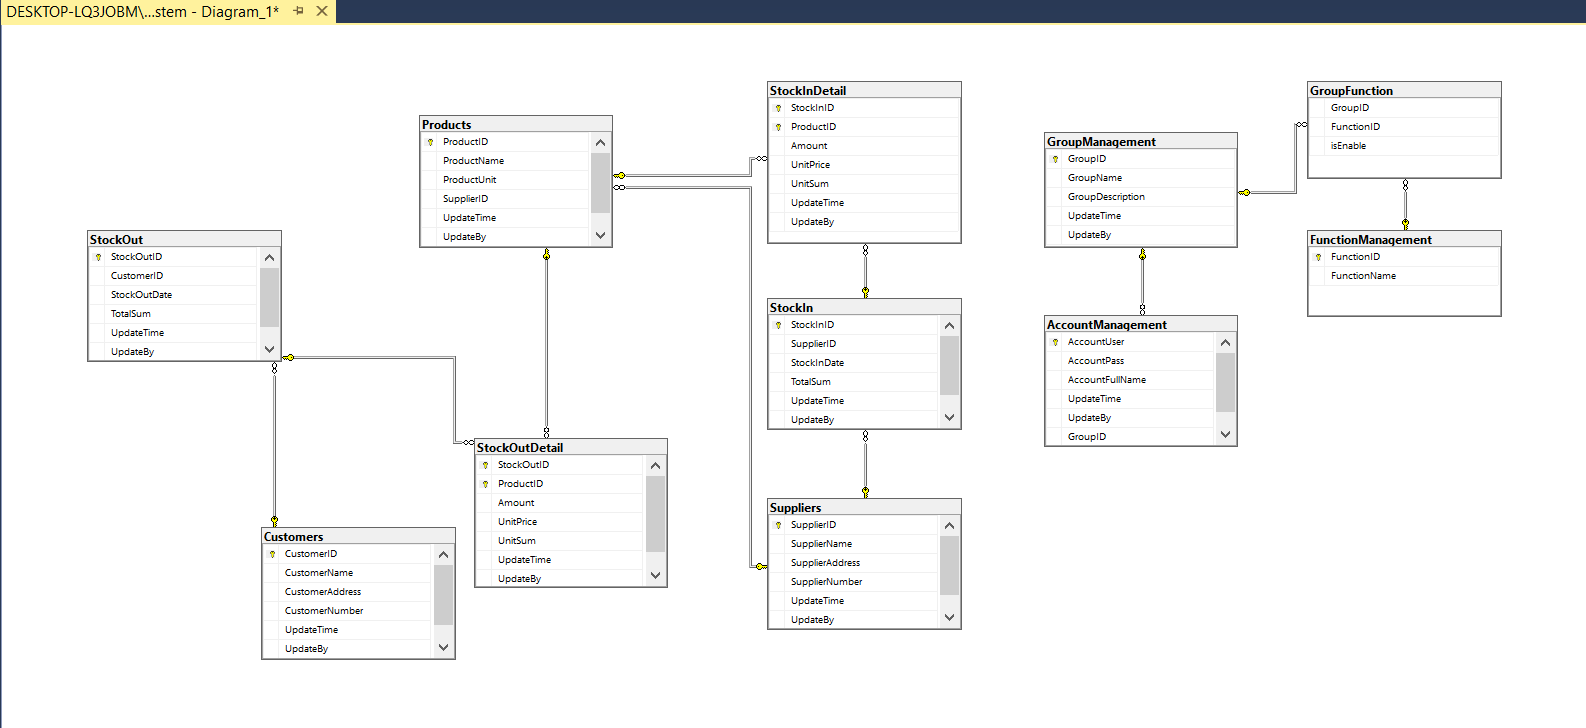 DESKTOP-LQ3JOBM\...stem - Diagram_1*
StockOut
StockOutID
CustomerID
StockOutDate
TotalSum
UpdateTime
UpdateBy
Products
ProductID
ProductName
ProductUnit
SupplierID
UpdateTime
UpdateBy
Customers
CustomerID
CustomerName
CustomerAddress
CustomerNumber
UpdateTime
UpdateBy
StockOutDetail
StockOutID
ProductID
Amount
UnitPrice
UnitSum
UpdateTime
UpdateBy
StockInDetail
StockInID
ProductID
Amount
UnitPrice
UnitSum
UpdateTime
UpdateBy
StockIn
StockInID
SupplierID
StockInDate
TotalSum
UpdateTime
UpdateBy
Suppliers
SupplierID
SupplierName
SupplierAddress
SupplierNumber
UpdateTime
UpdateBy
GroupManagement
GroupID
GroupName
GroupDescription
UpdateTime
UpdateBy
AccountManagement
AccountUser
AccountPass
AccountFullName
UpdateTime
UpdateBy
GroupID
GroupFunction
GroupID
FunctionID
isEnable
FunctionManagement
FunctionID
FunctionName